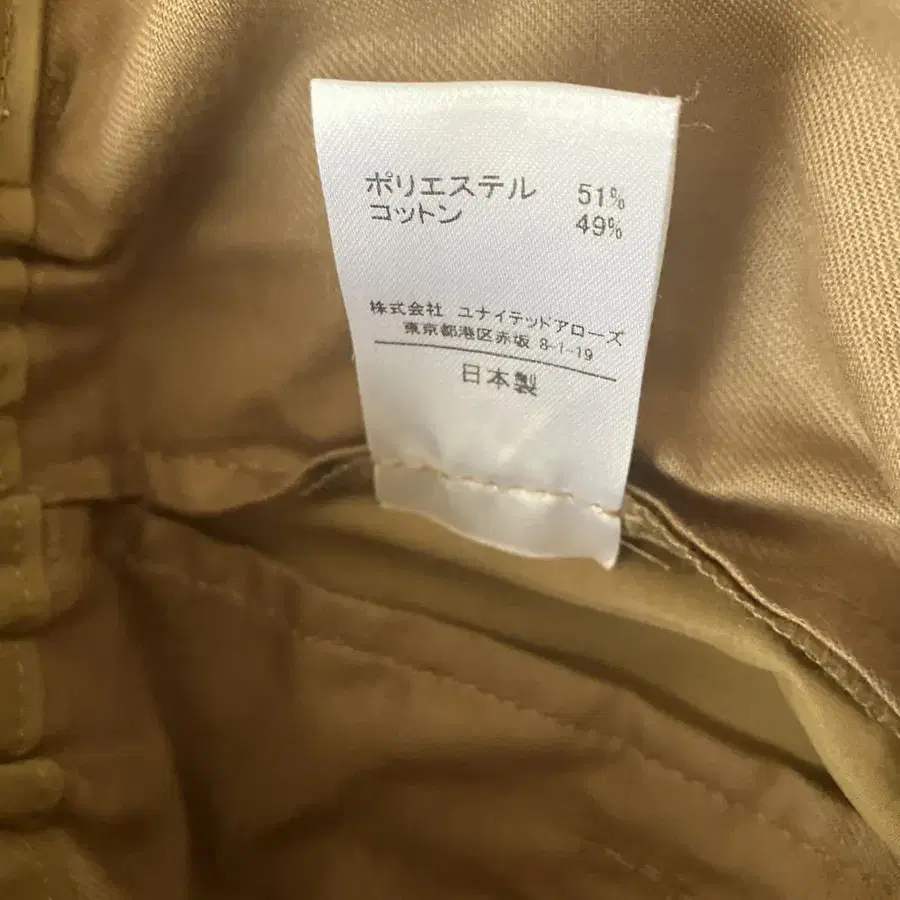 ポリエステル 51%
コットン 49%
株式会社 ユナイテッドアローズ
東京都港区赤坂 8-1-19
日本製